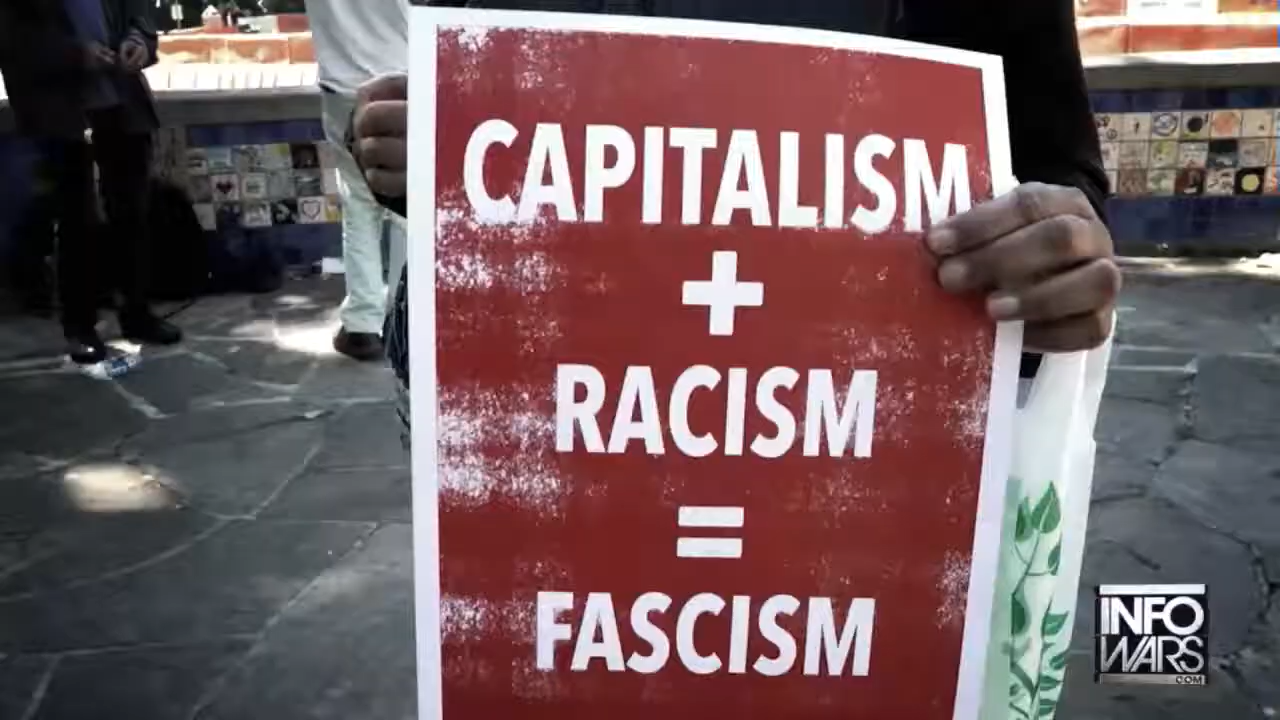 CAPITALISM
+
RACISM
=
FASCISM
INFO
WARS
.COM